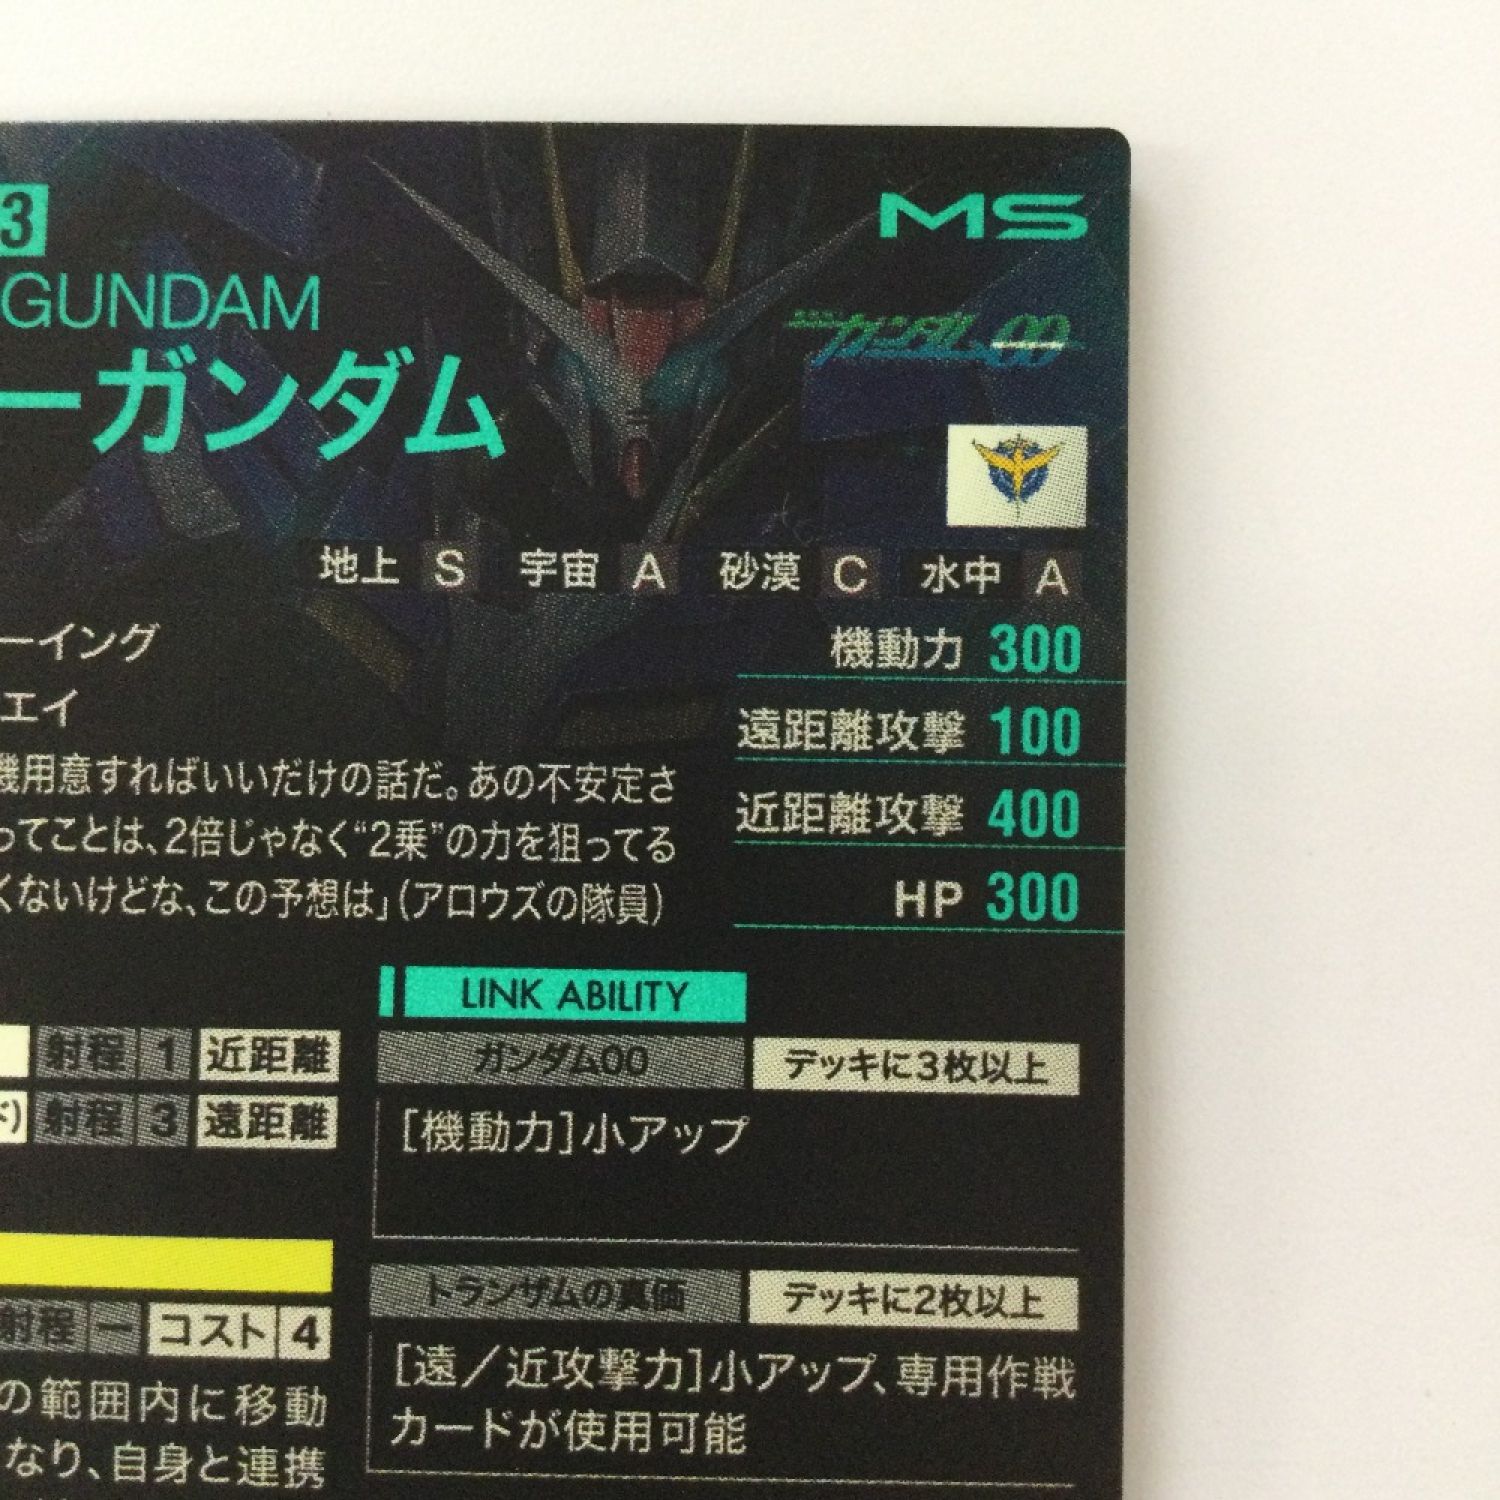 3
MS
GUNDAM
ーガンダム
ガンダム00
地上 S 宇宙 A 砂漠 C 水中 A
ーイング
エイ
機動力 300
遠距離攻撃 100
近距離攻撃 400
HP 300
機用意すればいいだけの話だ。あの不安定さ
ってことは、2倍じゃなく“2乗”の力を狙ってる
くないけどな、この予想は」（アロウズの隊員）
射程 1 近距離
ド) 射程 3 遠距離
射程 ー コスト 4
の範囲内に移動
なり、自身と連携
LINK ABILITY
ガンダム00 デッキに3枚以上
[機動力]小アップ
トランザムの真価 デッキに2枚以上
[遠／近攻撃力]小アップ、専用作戦
カードが使用可能